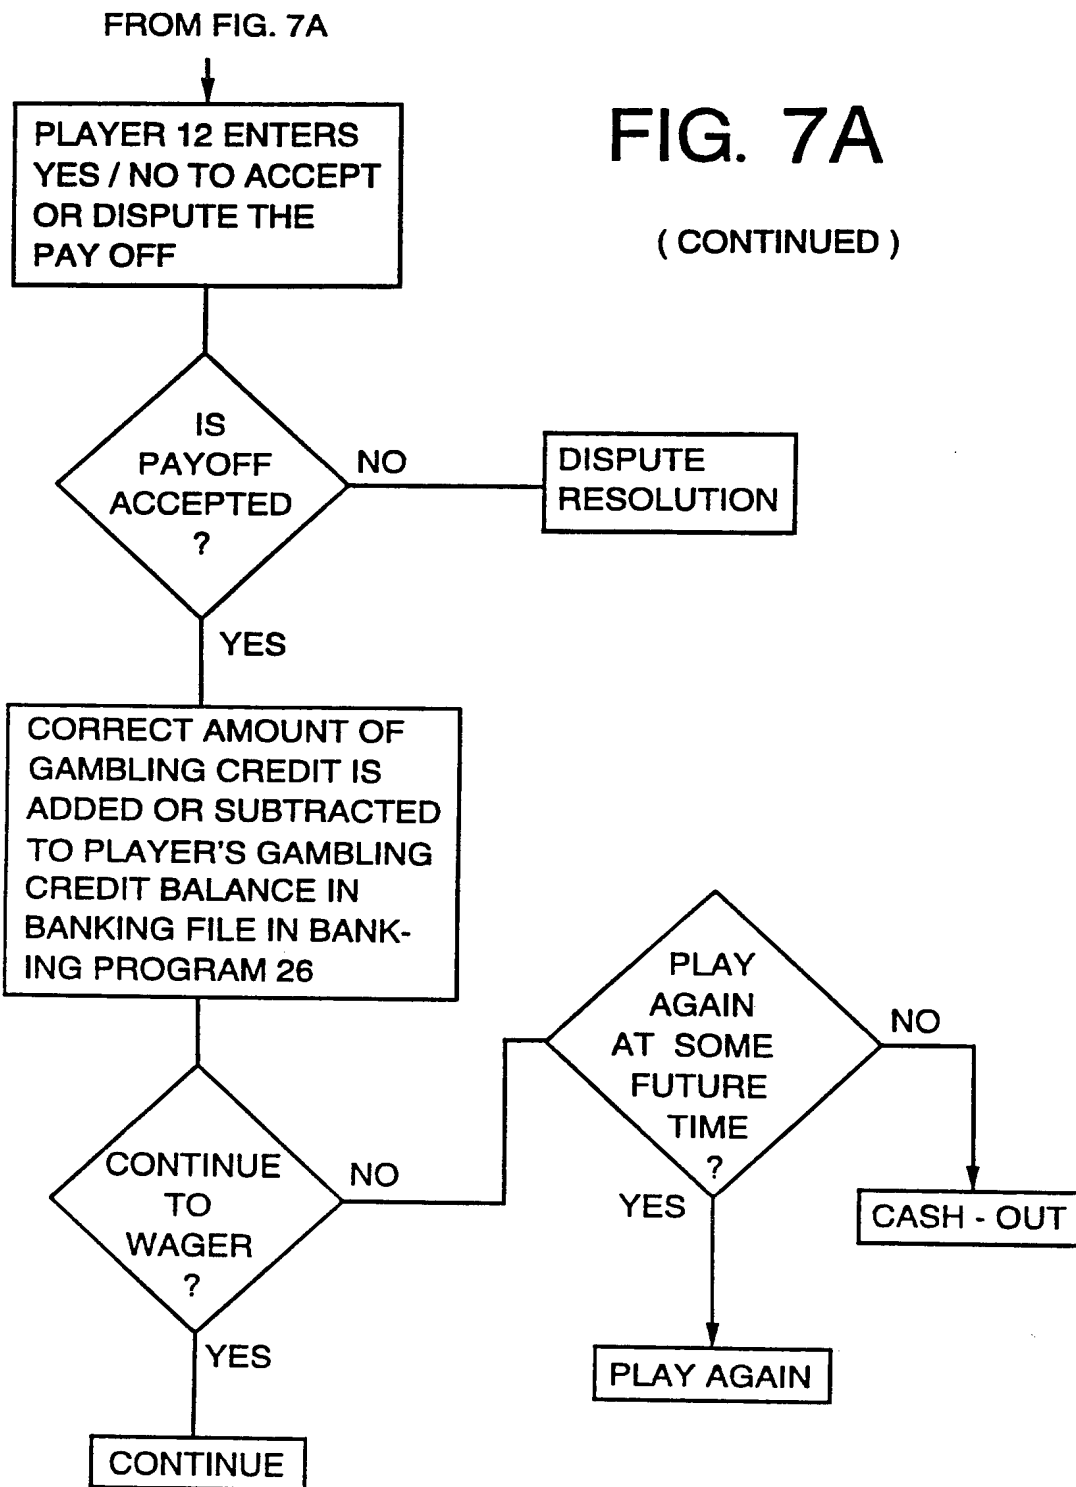 FROM FIG. 7A
FIG. 7A
( CONTINUED )
PLAYER 12 ENTERS
YES / NO TO ACCEPT
OR DISPUTE THE
PAY OFF
IS
PAYOFF
ACCEPTED
?
NO
DISPUTE
RESOLUTION
YES
CORRECT AMOUNT OF
GAMBLING CREDIT IS
ADDED OR SUBTRACTED
TO PLAYER'S GAMBLING
CREDIT BALANCE IN
BANKING FILE IN BANK-
ING PROGRAM 26
CONTINUE
TO
WAGER
?
NO
PLAY
AGAIN
AT SOME
FUTURE
TIME
?
NO
CASH - OUT
YES
PLAY AGAIN
YES
CONTINUE